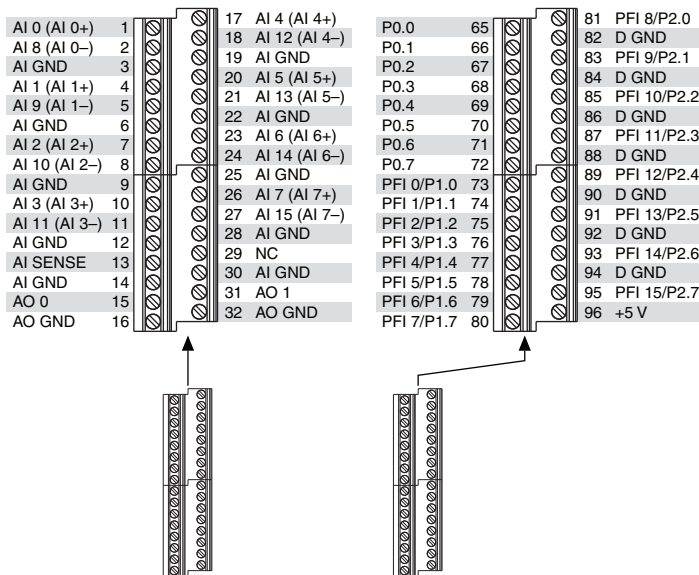 AI 0 (AI 0+) 1
AI 8 (AI 0–) 2
AI GND 3
AI 1 (AI 1+) 4
AI 9 (AI 1–) 5
AI GND 6
AI 2 (AI 2+) 7
AI 10 (AI 2–) 8
AI GND 9
AI 3 (AI 3+) 10
AI 11 (AI 3–) 11
AI GND 12
AI SENSE 13
AI GND 14
AO 0 15
AO GND 16
17 AI 4 (AI 4+)
18 AI 12 (AI 4–)
19 AI GND
20 AI 5 (AI 5+)
21 AI 13 (AI 5–)
22 AI GND
23 AI 6 (AI 6+)
24 AI 14 (AI 6–)
25 AI GND
26 AI 7 (AI 7+)
27 AI 15 (AI 7–)
28 AI GND
29 NC
30 AI GND
31 AO 1
32 AO GND
P0.0 65
P0.1 66
P0.2 67
P0.3 68
P0.4 69
P0.5 70
P0.6 71
P0.7 72
PFI 0/P1.0 73
PFI 1/P1.1 74
PFI 2/P1.2 75
PFI 3/P1.3 76
PFI 4/P1.4 77
PFI 5/P1.5 78
PFI 6/P1.6 79
PFI 7/P1.7 80
81 PFI 8/P2.0
82 D GND
83 PFI 9/P2.1
84 D GND
85 PFI 10/P2.2
86 D GND
87 PFI 11/P2.3
88 D GND
89 PFI 12/P2.4
90 D GND
91 PFI 13/P2.5
92 D GND
93 PFI 14/P2.6
94 D GND
95 PFI 15/P2.7
96 +5 V